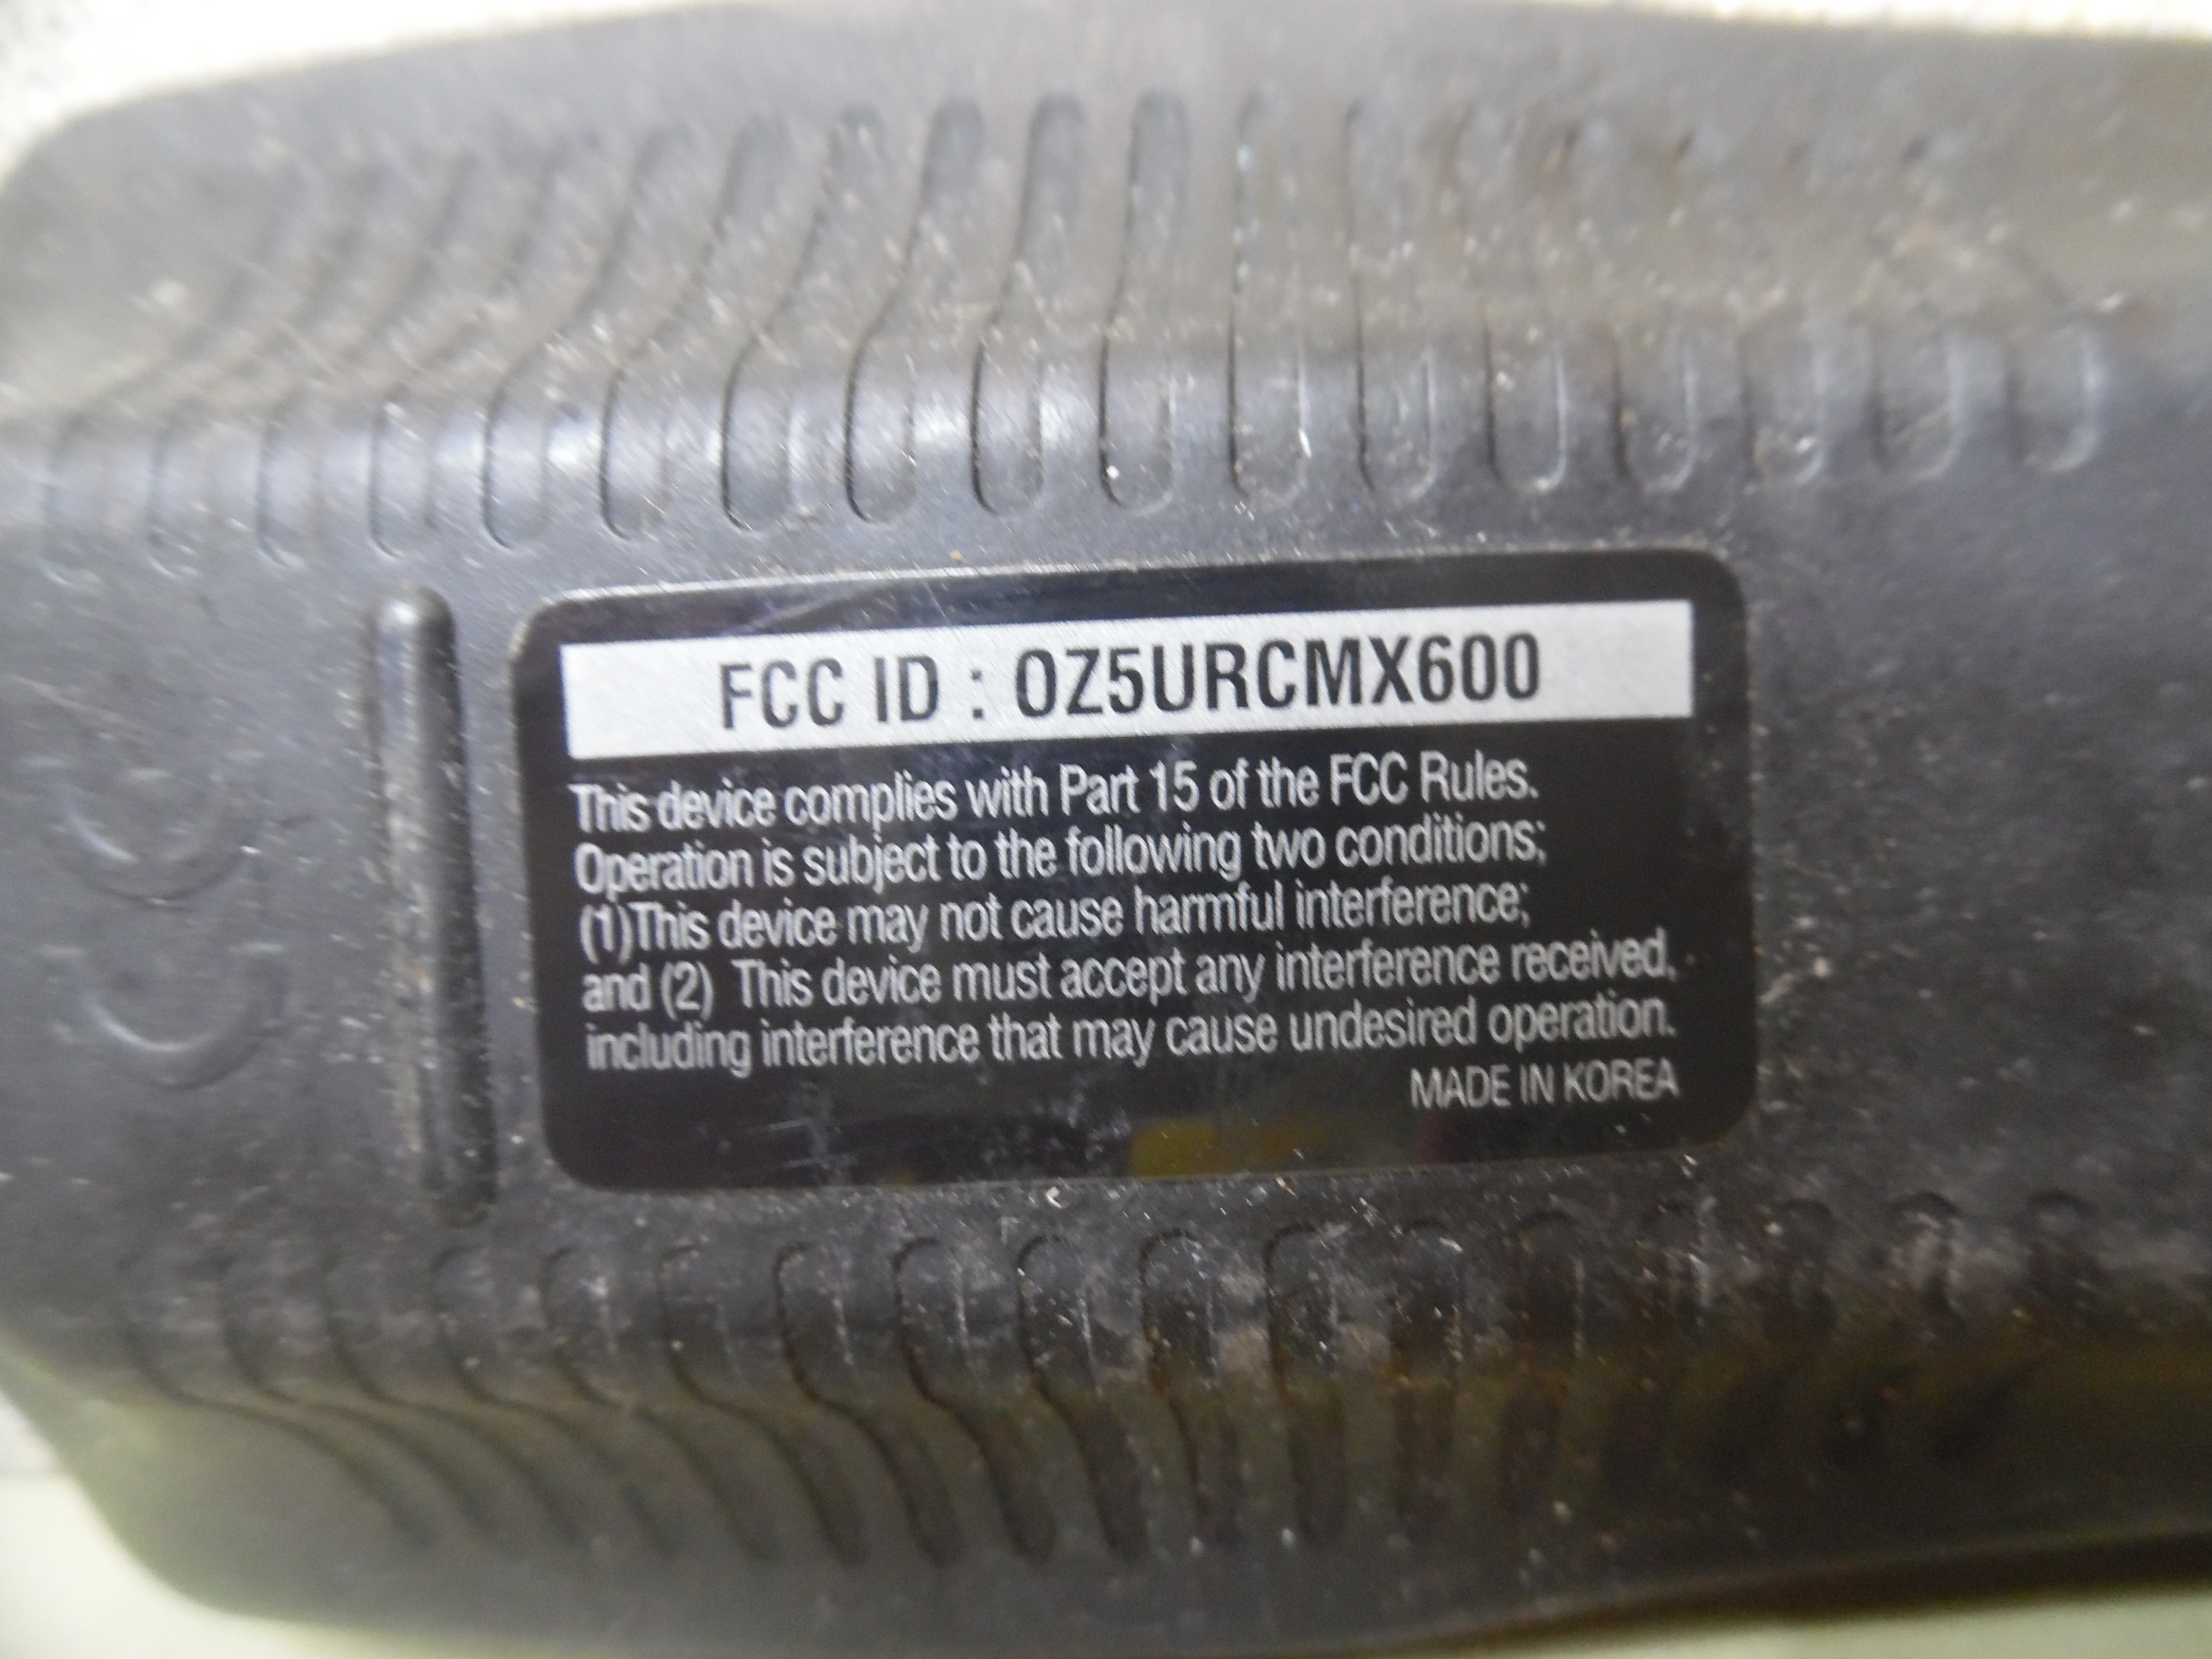 FCC ID : OZ5URCMX600
This device complies with Part 15 of the FCC Rules.
Operation is subject to the following two conditions;
(1)This device may not cause harmful interference;
and (2) This device must accept any interference received,
including interference that may cause undesired operation.
MADE IN KOREA